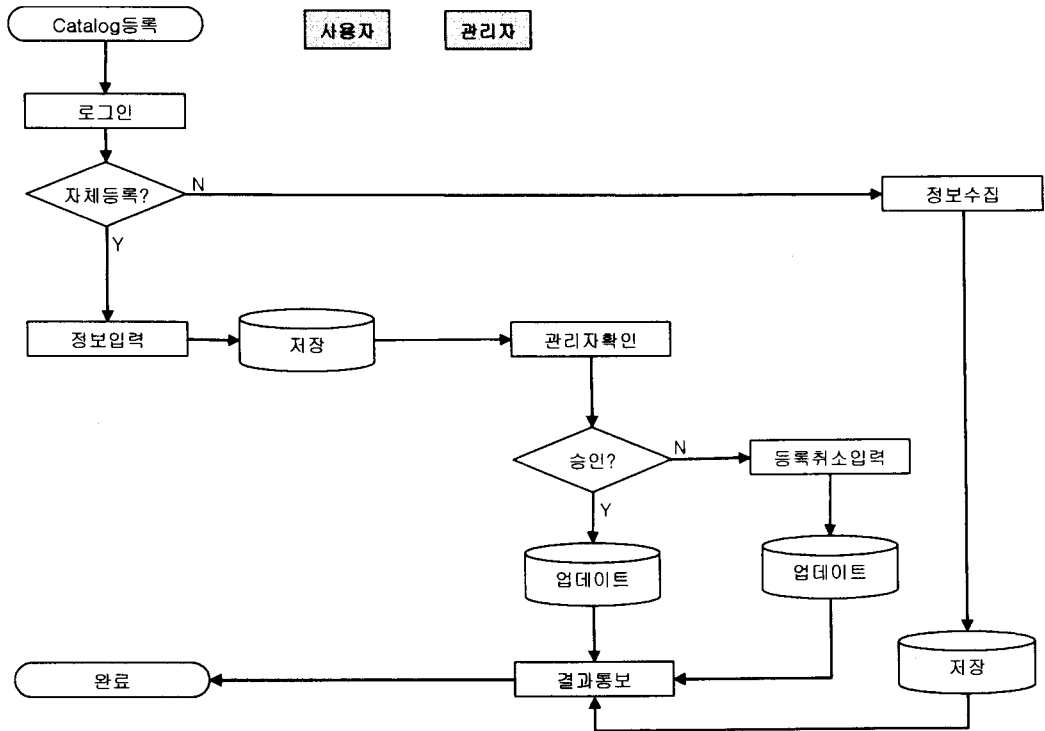 Catalog등록
사용자
관리자
로그인
자체등록?
N
정보수집
Y
정보입력
저장
관리자확인
승인?
N
등록취소입력
Y
업데이트
업데이트
저장
완료
결과통보